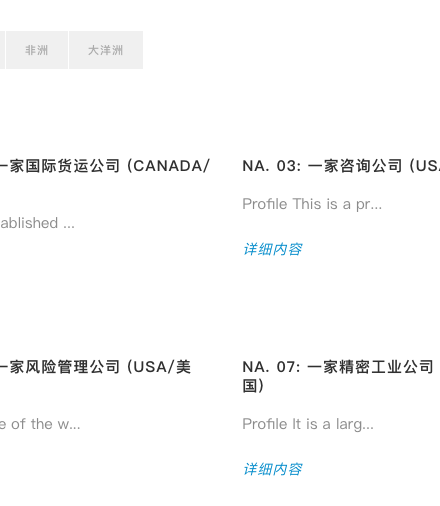 非洲
大洋洲
一家国际货运公司 (CANADA/
ablished ...
NA. 03: 一家咨询公司 (USA
Profile This is a pr...
详细内容
一家风险管理公司 (USA/美
e of the w...
NA. 07: 一家精密工业公司
国)
Profile It is a larg...
详细内容